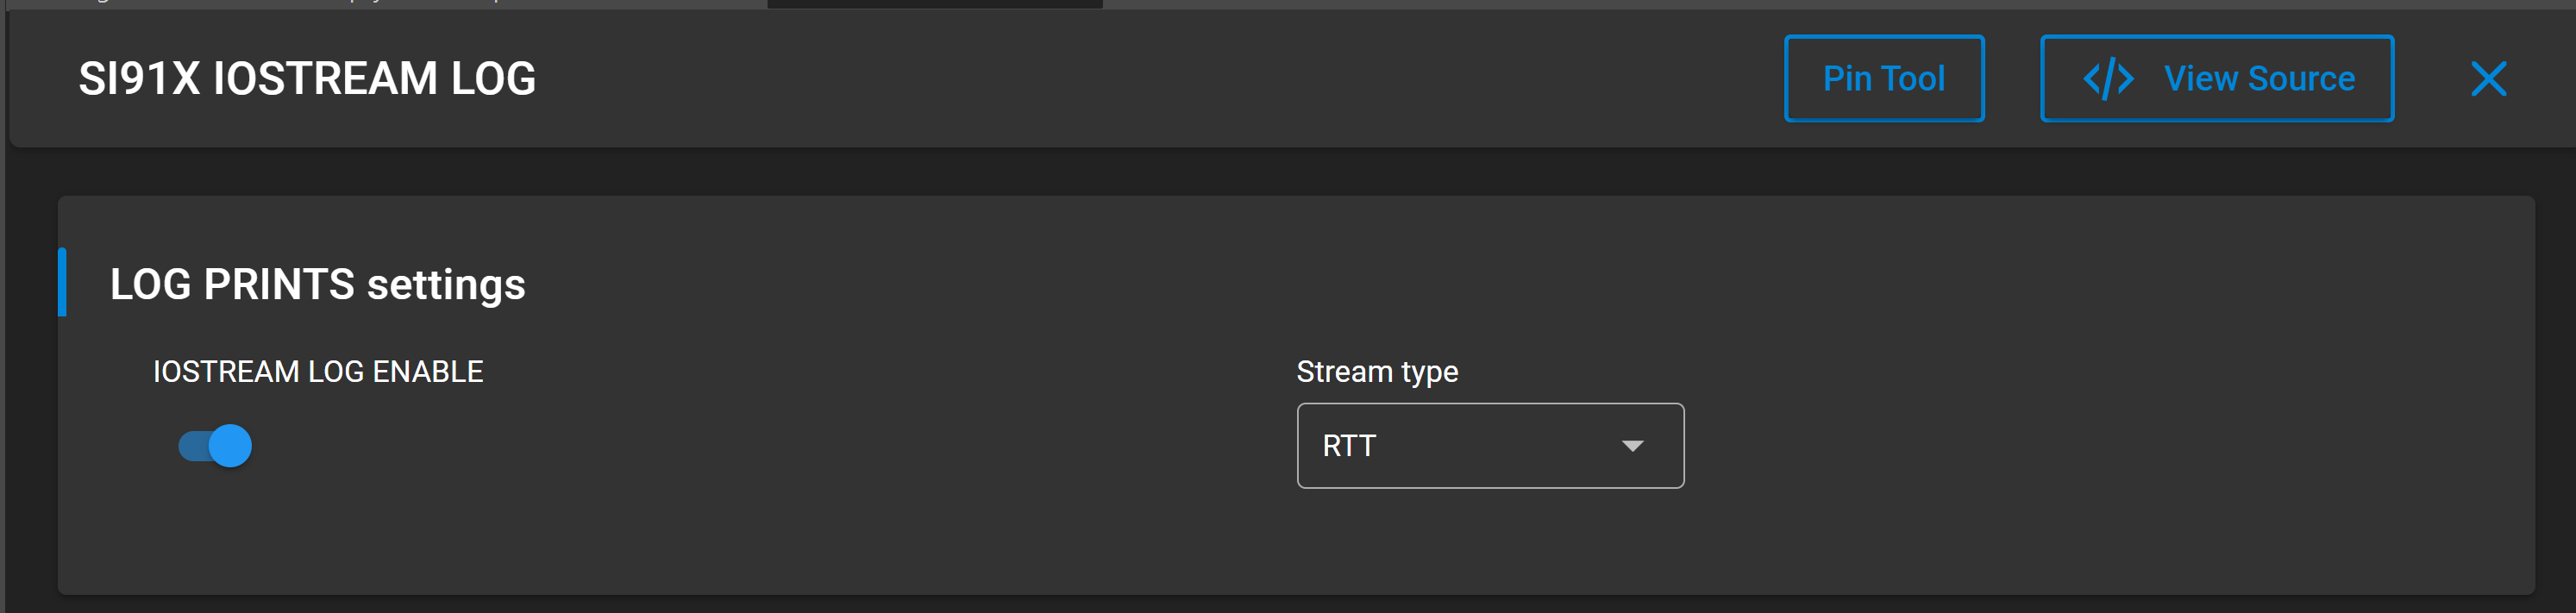 SI91X IOSTREAM LOG
Pin Tool
</> View Source
LOG PRINTS settings
IOSTREAM LOG ENABLE
Stream type
RTT